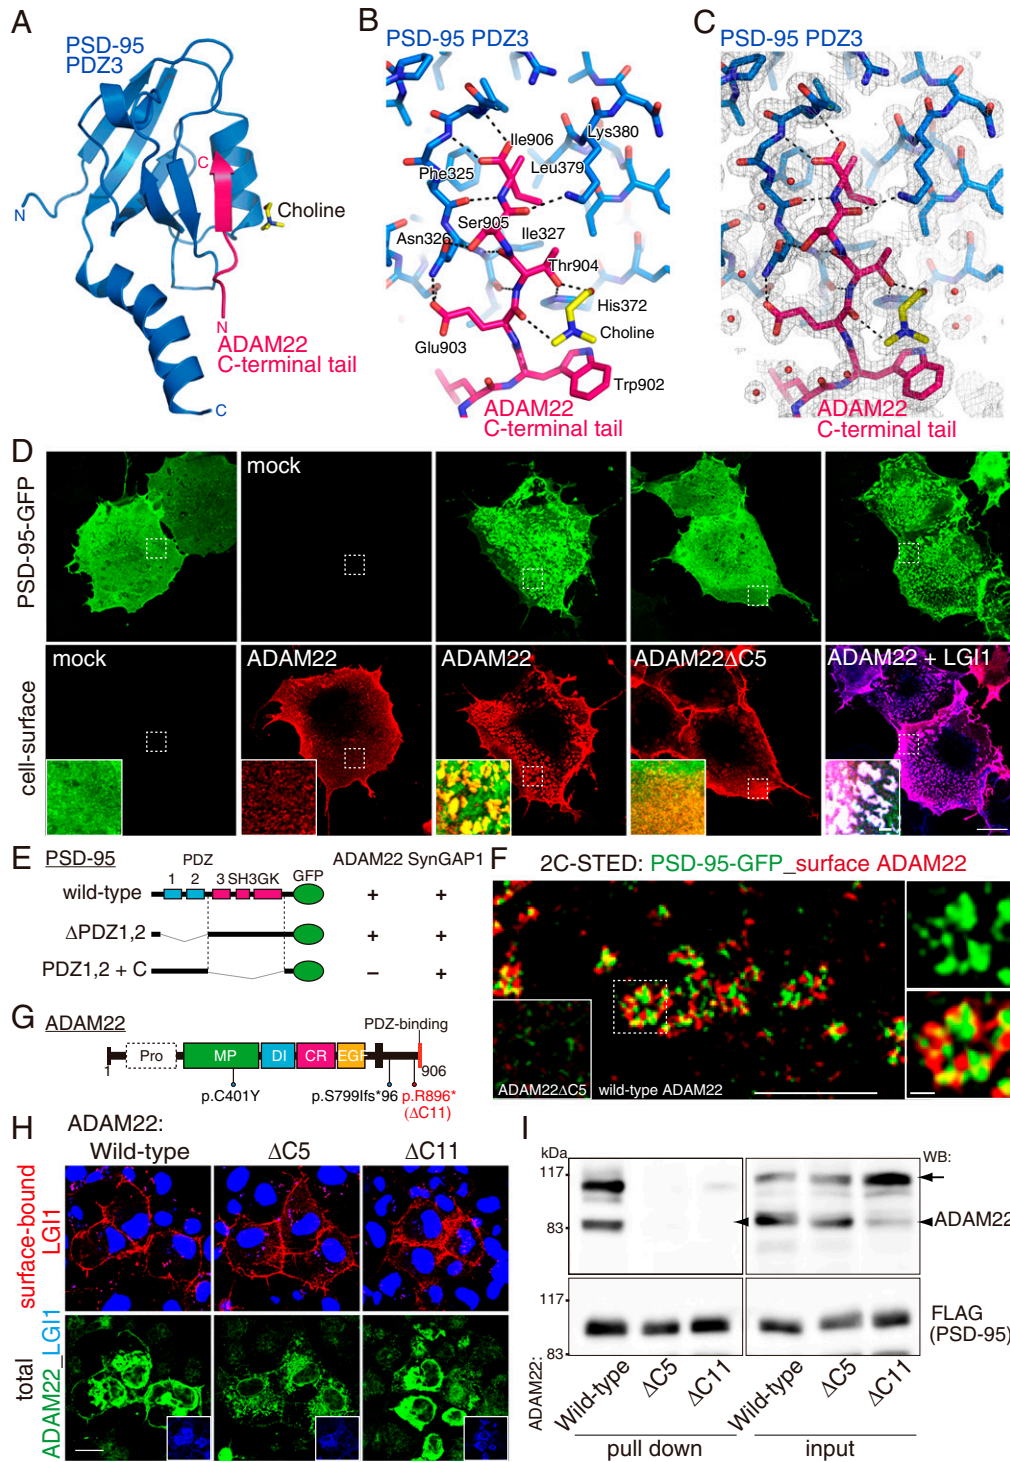 A
PSD-95
PDZ3
C
N
Choline
N
ADAM22
C-terminal tail
C
B
PSD-95 PDZ3
Ile906
Lys380
Phe325
Leu379
Ser905
Asn326
Ile327
Thr904
His372
Choline
Glu903
Trp902
ADAM22
C-terminal tail
C
PSD-95 PDZ3
ADAM22
C-terminal tail
D
PSD-95-GFP
mock
cell-surface
mock
ADAM22
ADAM22
ADAM22ΔC5
ADAM22 + LGI1
E
PSD-95
PDZ
ADAM22 SynGAP1
1 2 3 SH3GK GFP
wild-type + +
ΔPDZ1,2 + +
PDZ1,2 + C − +
F
2C-STED: PSD-95-GFP_surface ADAM22
ADAM22ΔC5
wild-type ADAM22
G
ADAM22
PDZ-binding
Pro MP DI CR EGF
1
906
p.C401Y
p.S799Ifs*96
p.R896*
(ΔC11)
H
ADAM22:
Wild-type ΔC5 ΔC11
surface-bound
LGI1
total
ADAM22_LGI1
I
kDa
WB:
117
83
ADAM22
117
83
FLAG
(PSD-95)
ADAM22:
Wild-type ΔC5 ΔC11 Wild-type ΔC5 ΔC11
pull down input